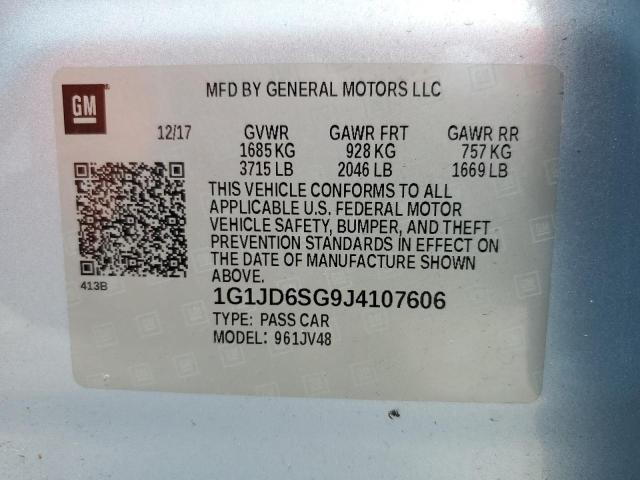 GM
MFD BY GENERAL MOTORS LLC
12/17 GVWR GAWR FRT GAWR RR
1685 KG 928 KG 757 KG
3715 LB 2046 LB 1669 LB
THIS VEHICLE CONFORMS TO ALL
APPLICABLE U.S. FEDERAL MOTOR
VEHICLE SAFETY, BUMPER, AND THEFT
PREVENTION STANDARDS IN EFFECT ON
THE DATE OF MANUFACTURE SHOWN
ABOVE.
413B
1G1JD6SG9J4107606
TYPE: PASS CAR
MODEL: 961JV48